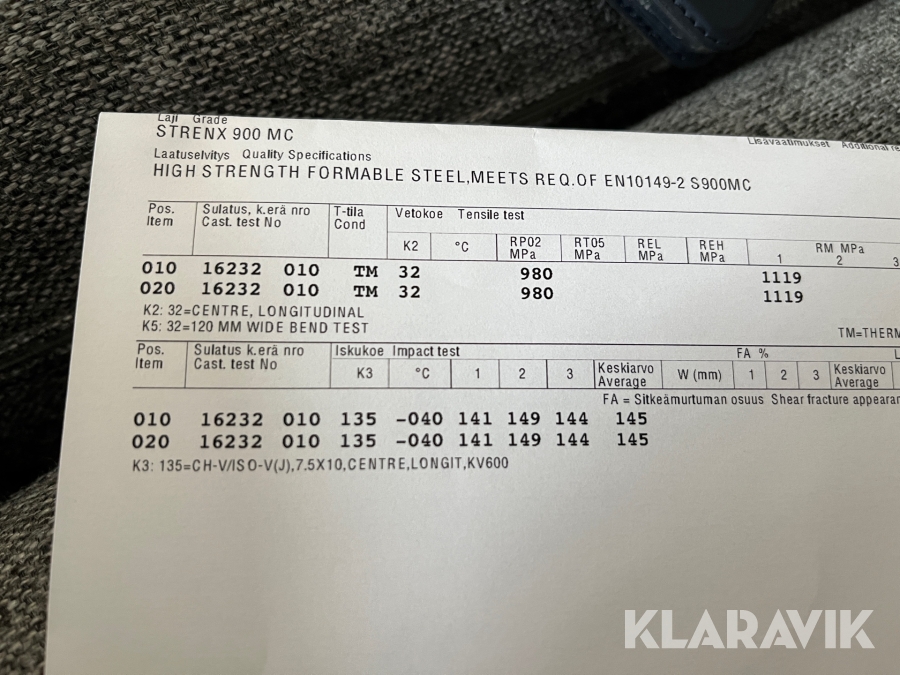 Laji Grade
STRENX 900 MC
Lisävaatimukset Additional re
Laatuselvitys Quality Specifications
HIGH STRENGTH FORMABLE STEEL,MEETS REQ.OF EN10149-2 S900MC
Pos. Sulatus, k.erä nro T-tila Vetokoe Tensile test
Item Cast. test No Cond
K2 °C RP02 RT05 REL REH RM MPa
MPa MPa MPa MPa 1 2 3
010 16232 010 TM 32 980 1119
020 16232 010 TM 32 980 1119
K2: 32=CENTRE, LONGITUDINAL
K5: 32=120 MM WIDE BEND TEST
TM=THERM
Pos. Sulatus k.erä nro Iskukoe Impact test FA % L
Item Cast. test No
K3 °C 1 2 3 Keskiarvo W (mm) 1 2 3 Keskiarvo
Average Average
FA = Sitkeämurtuman osuus Shear fracture appearan
010 16232 010 135 -040 141 149 144 145
020 16232 010 135 -040 141 149 144 145
K3: 135=CH-V/ISO-V(J),7.5X10,CENTRE,LONGIT,KV600
KLARAVIK